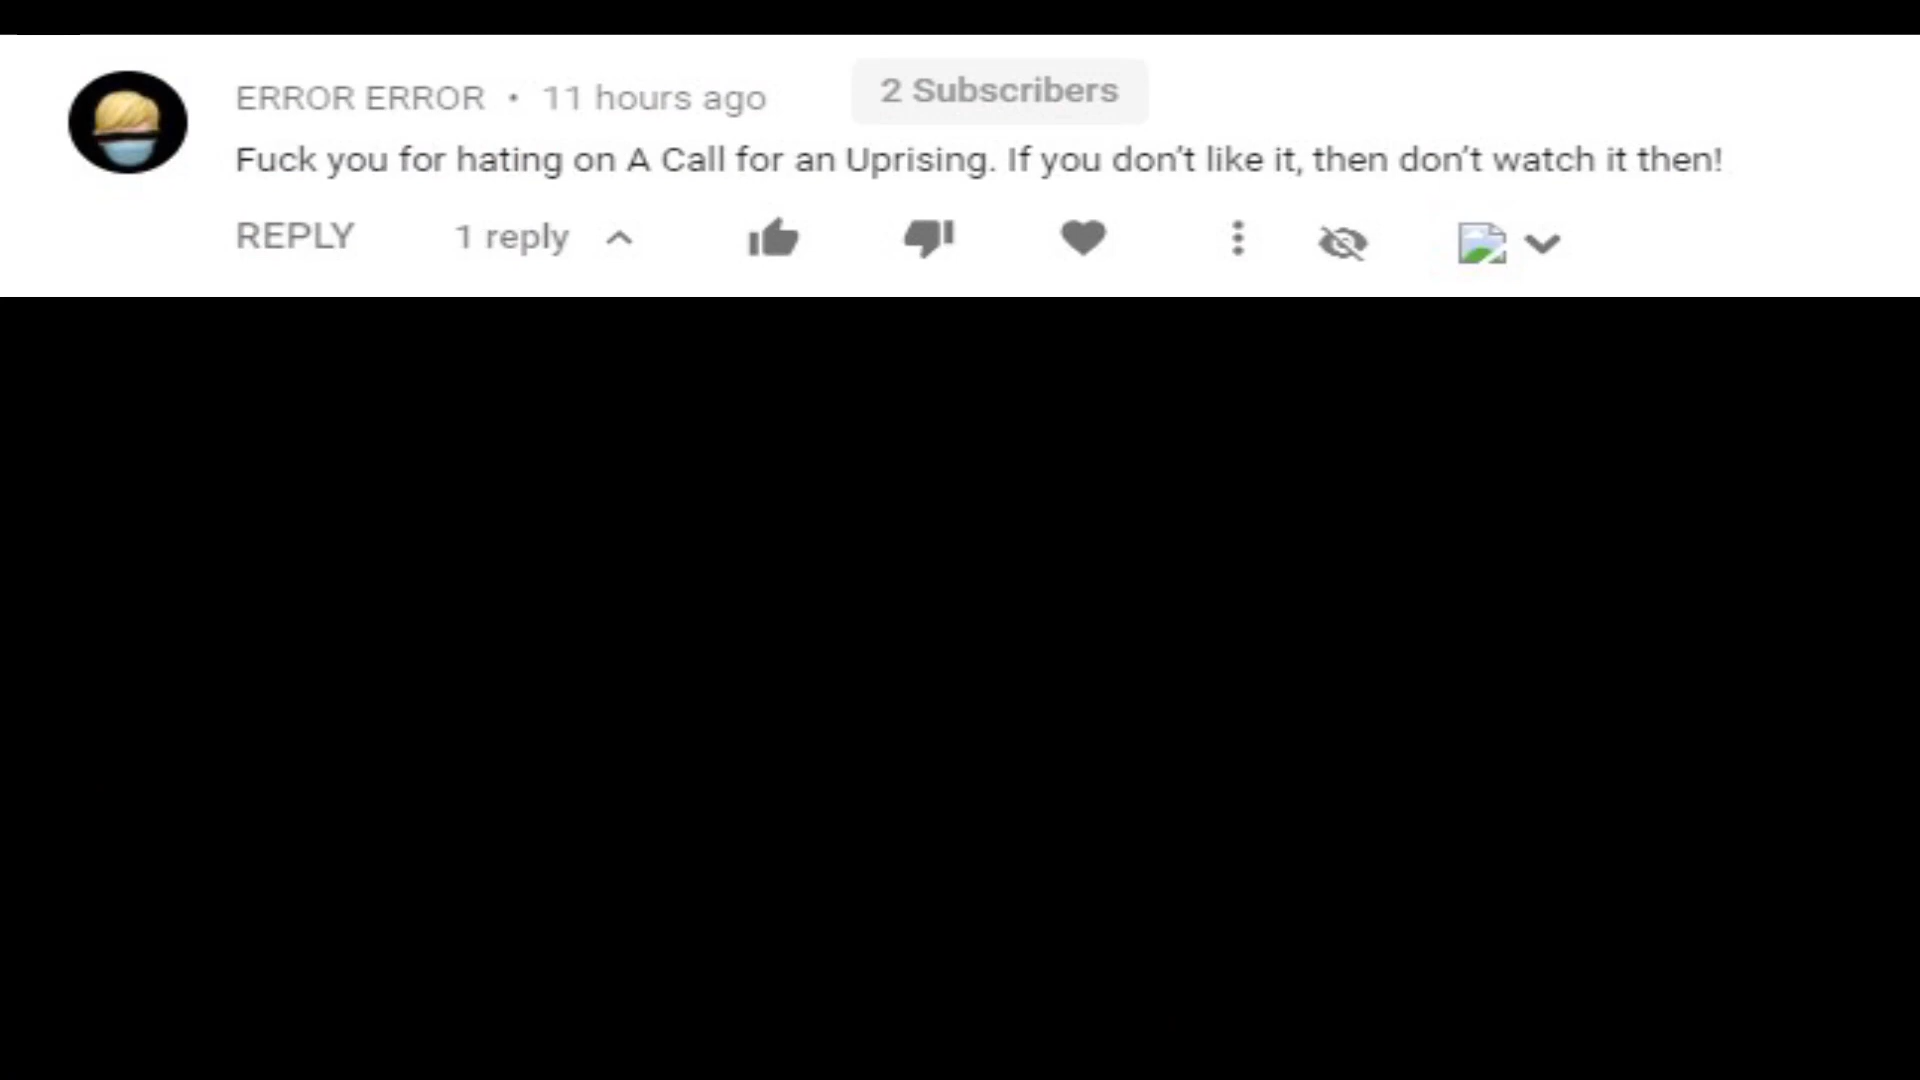 ERROR ERROR • 11 hours ago 2 Subscribers
Fuck you for hating on A Call for an Uprising. If you don’t like it, then don’t watch it then!
REPLY 1 reply